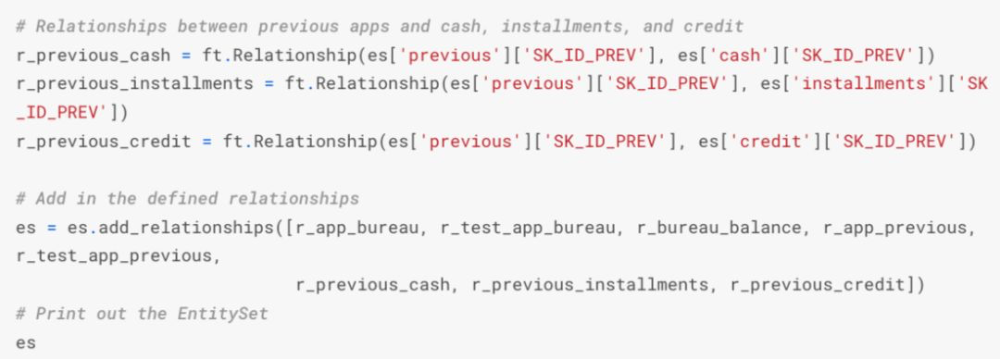 # Relationships between previous apps and cash, installments, and credit
r_previous_cash = ft.Relationship(es['previous']['SK_ID_PREV'], es['cash']['SK_ID_PREV'])
r_previous_installments = ft.Relationship(es['previous']['SK_ID_PREV'], es['installments']['SK
_ID_PREV'])
r_previous_credit = ft.Relationship(es['previous']['SK_ID_PREV'], es['credit']['SK_ID_PREV'])
# Add in the defined relationships
es = es.add_relationships([r_app_bureau, r_test_app_bureau, r_bureau_balance, r_app_previous,
r_test_app_previous,
r_previous_cash, r_previous_installments, r_previous_credit])
# Print out the EntitySet
es